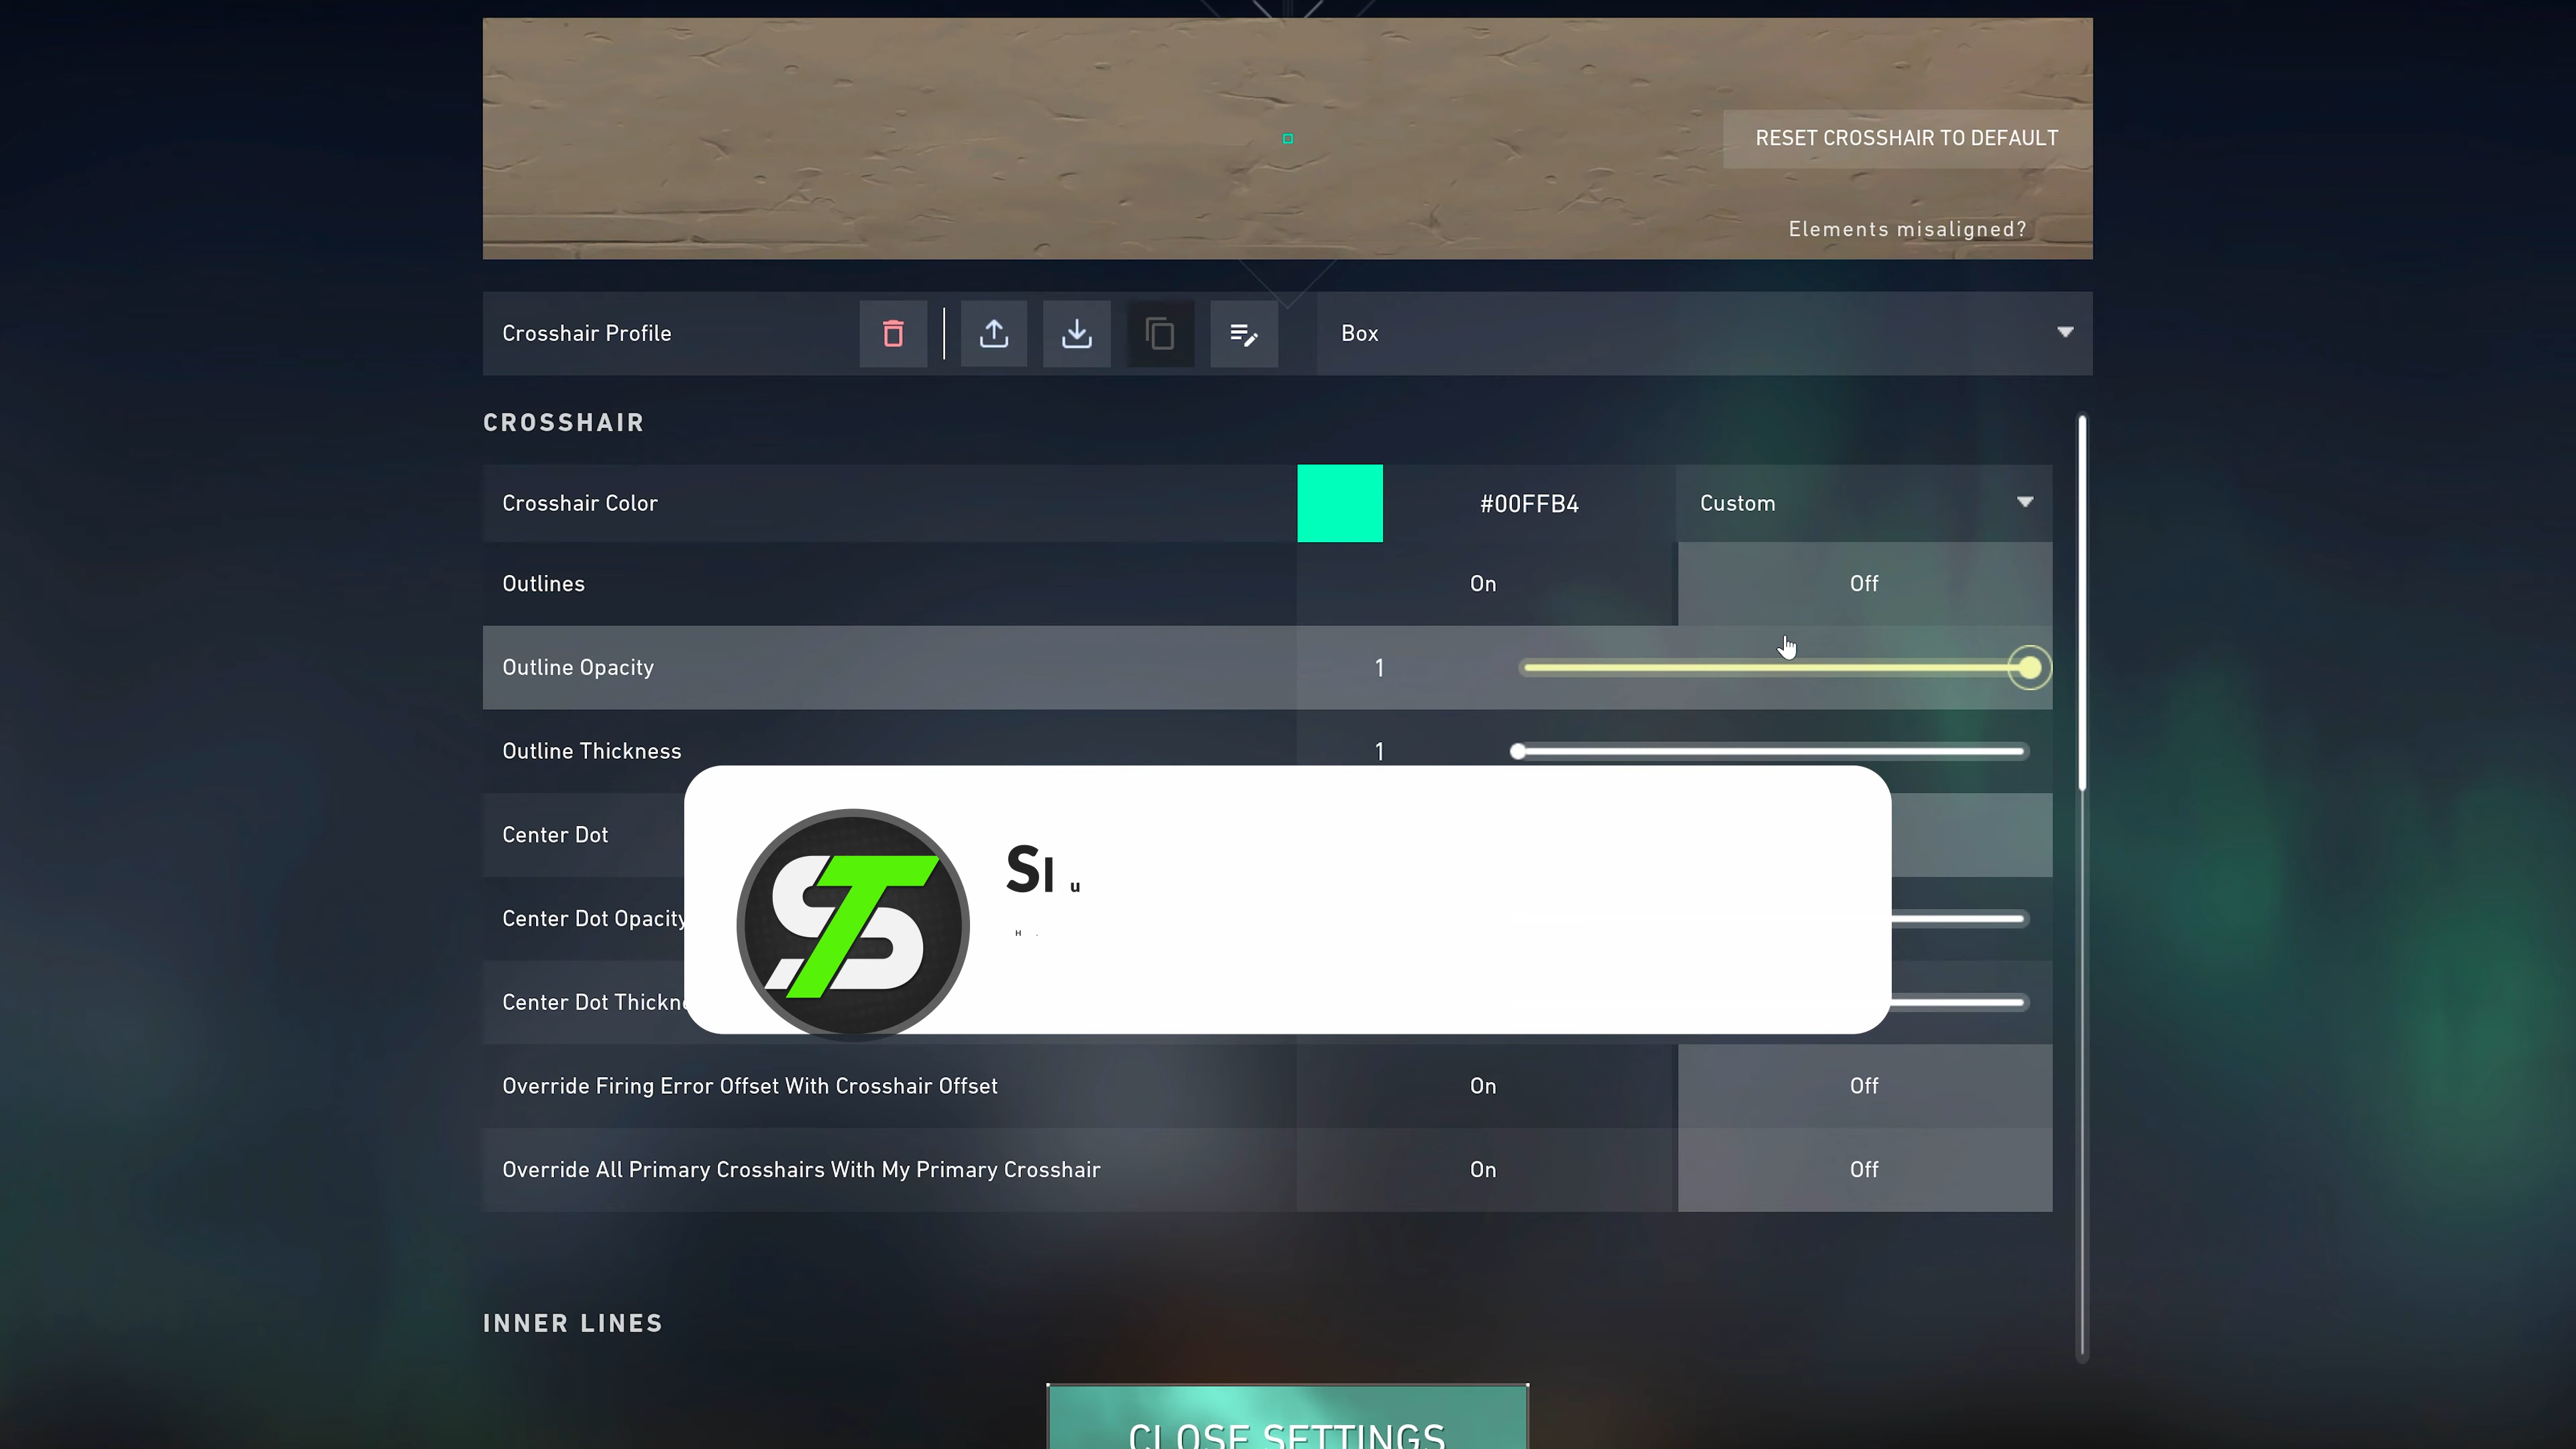 RESET CROSSHAIR TO DEFAULT
Elements misaligned?
Crosshair Profile
Box
CROSSHAIR
Crosshair Color #00FFB4 Custom
Outlines On Off
Outline Opacity 1
Outline Thickness 1
Center Dot
Center Dot Opacity
Center Dot
Override Firing Error Offset With Crosshair Offset On Off
Override All Primary Crosshairs With My Primary Crosshair On Off
INNER LINES
CLOSE SETTINGS